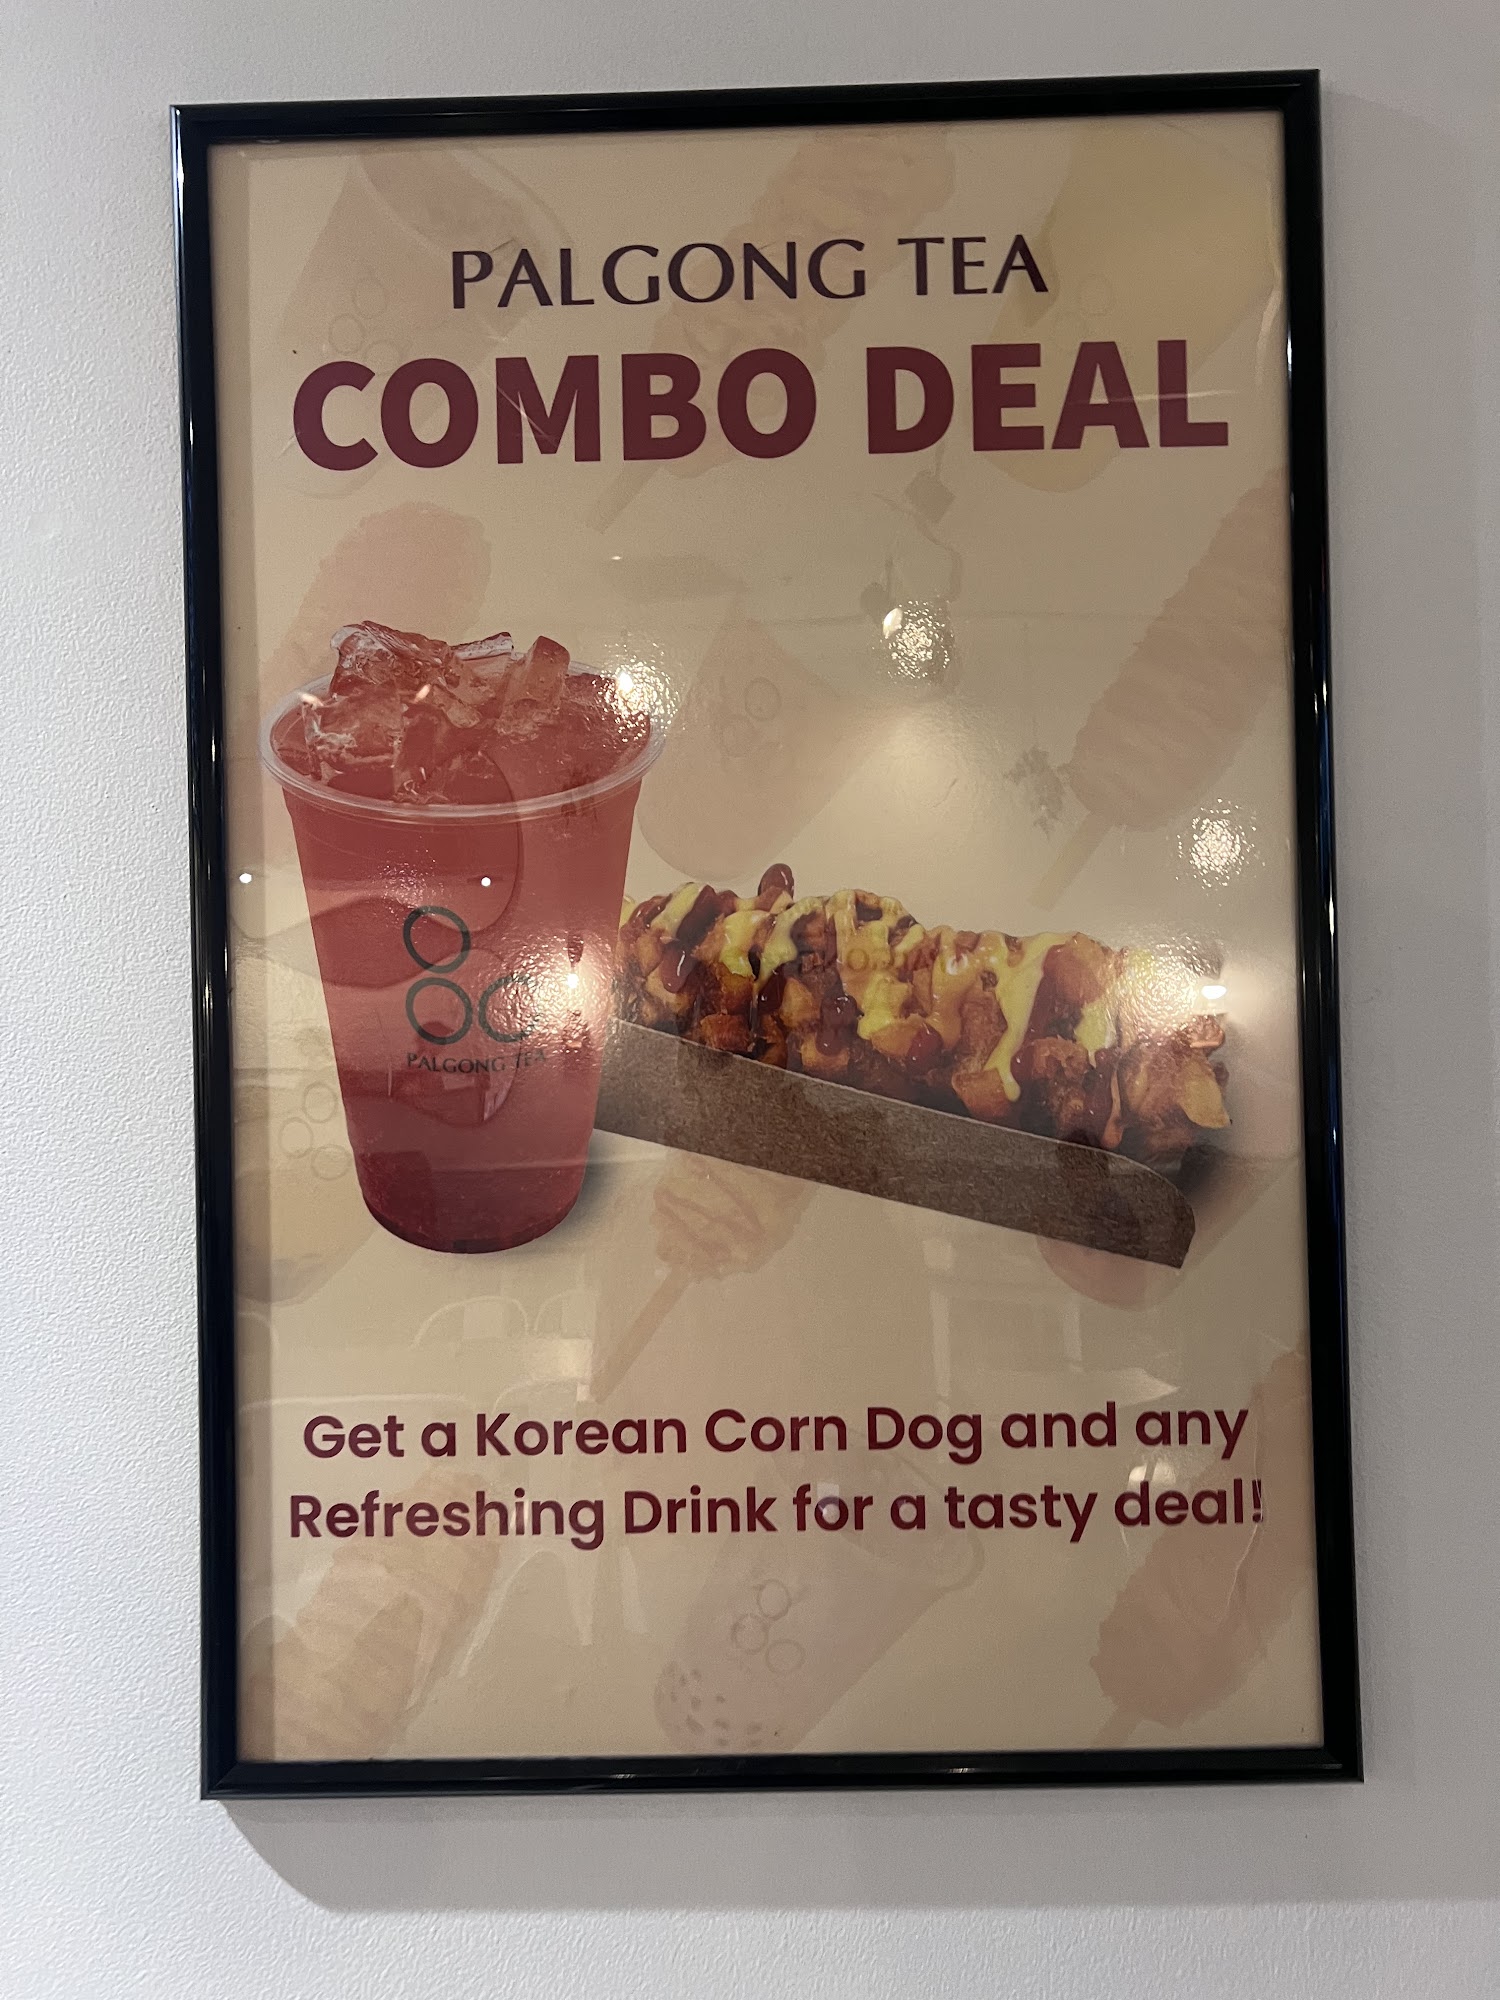 PALGONG TEA
COMBO DEAL
PALGONG TEA
Get a Korean Corn Dog and any
Refreshing Drink for a tasty deal!